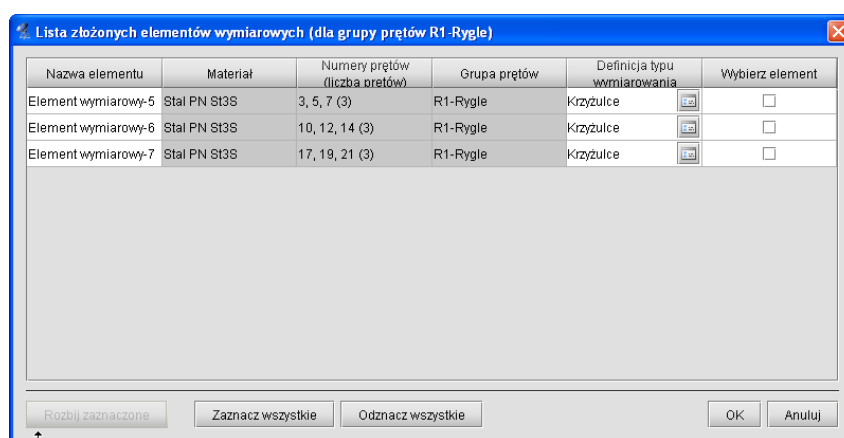 Lista złożonych elementów wymiarowych (dla grupy prętów R1-Rygle)
Nazwa elementu Materiał Numery prętów (liczba prętów) Grupa prętów Definicja typu wymiarowania Wybierz element
Element wymiarowy-5 Stal PN St3S 3, 5, 7 (3) R1-Rygle Krzyżulce
Element wymiarowy-6 Stal PN St3S 10, 12, 14 (3) R1-Rygle Krzyżulce
Element wymiarowy-7 Stal PN St3S 17, 19, 21 (3) R1-Rygle Krzyżulce
Rozbij zaznaczone Zaznacz wszystkie Odznacz wszystkie OK Anuluj